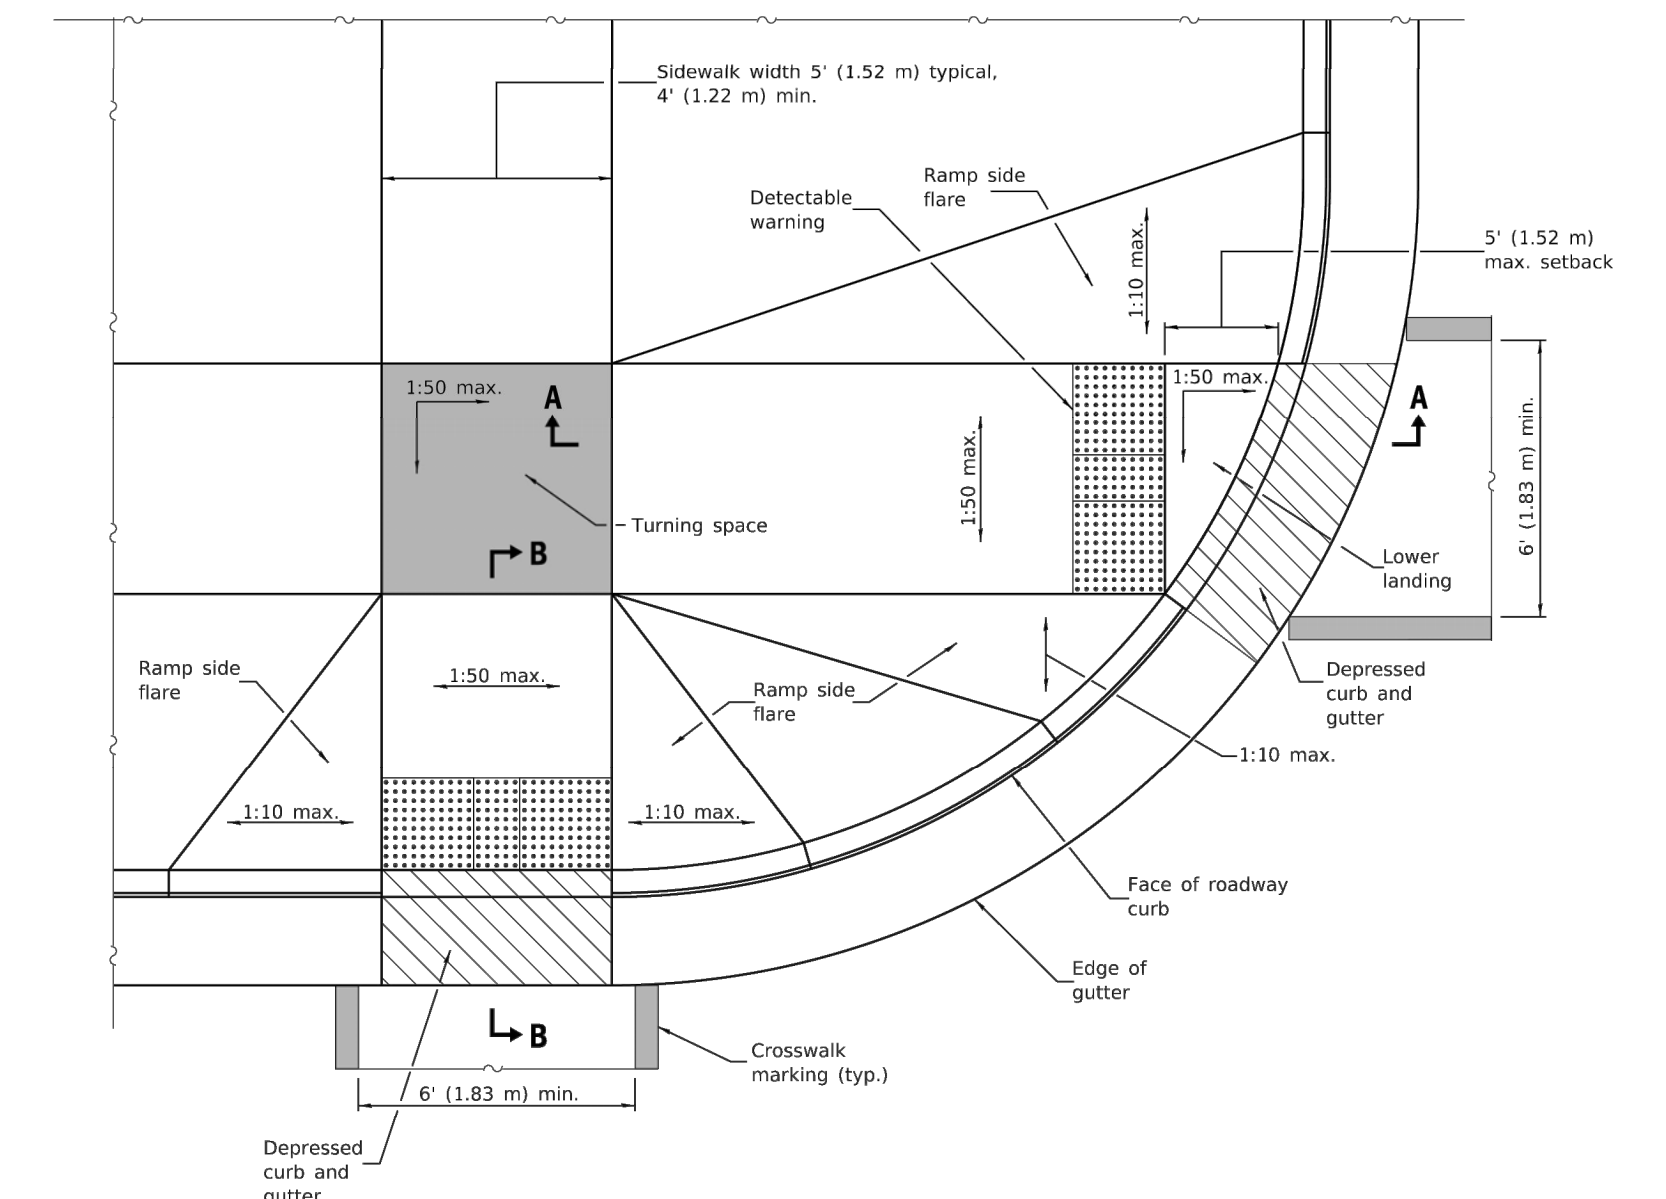 Sidewalk width 5' (1.52 m) typical,
4' (1.22 m) min.
Ramp side
flare
Detectable
warning
1:10 max.
5' (1.52 m)
max. setback
1:50 max.
A
1:50 max.
A
1:50 max.
6' (1.83 m) min.
Turning space
B
Lower
landing
Ramp side
flare
1:50 max.
Ramp side
flare
Depressed
curb and
gutter
1:10 max.
1:10 max.
1:10 max.
Face of roadway
curb
Edge of
gutter
B
Crosswalk
marking (typ.)
6' (1.83 m) min.
Depressed
curb and
gutter